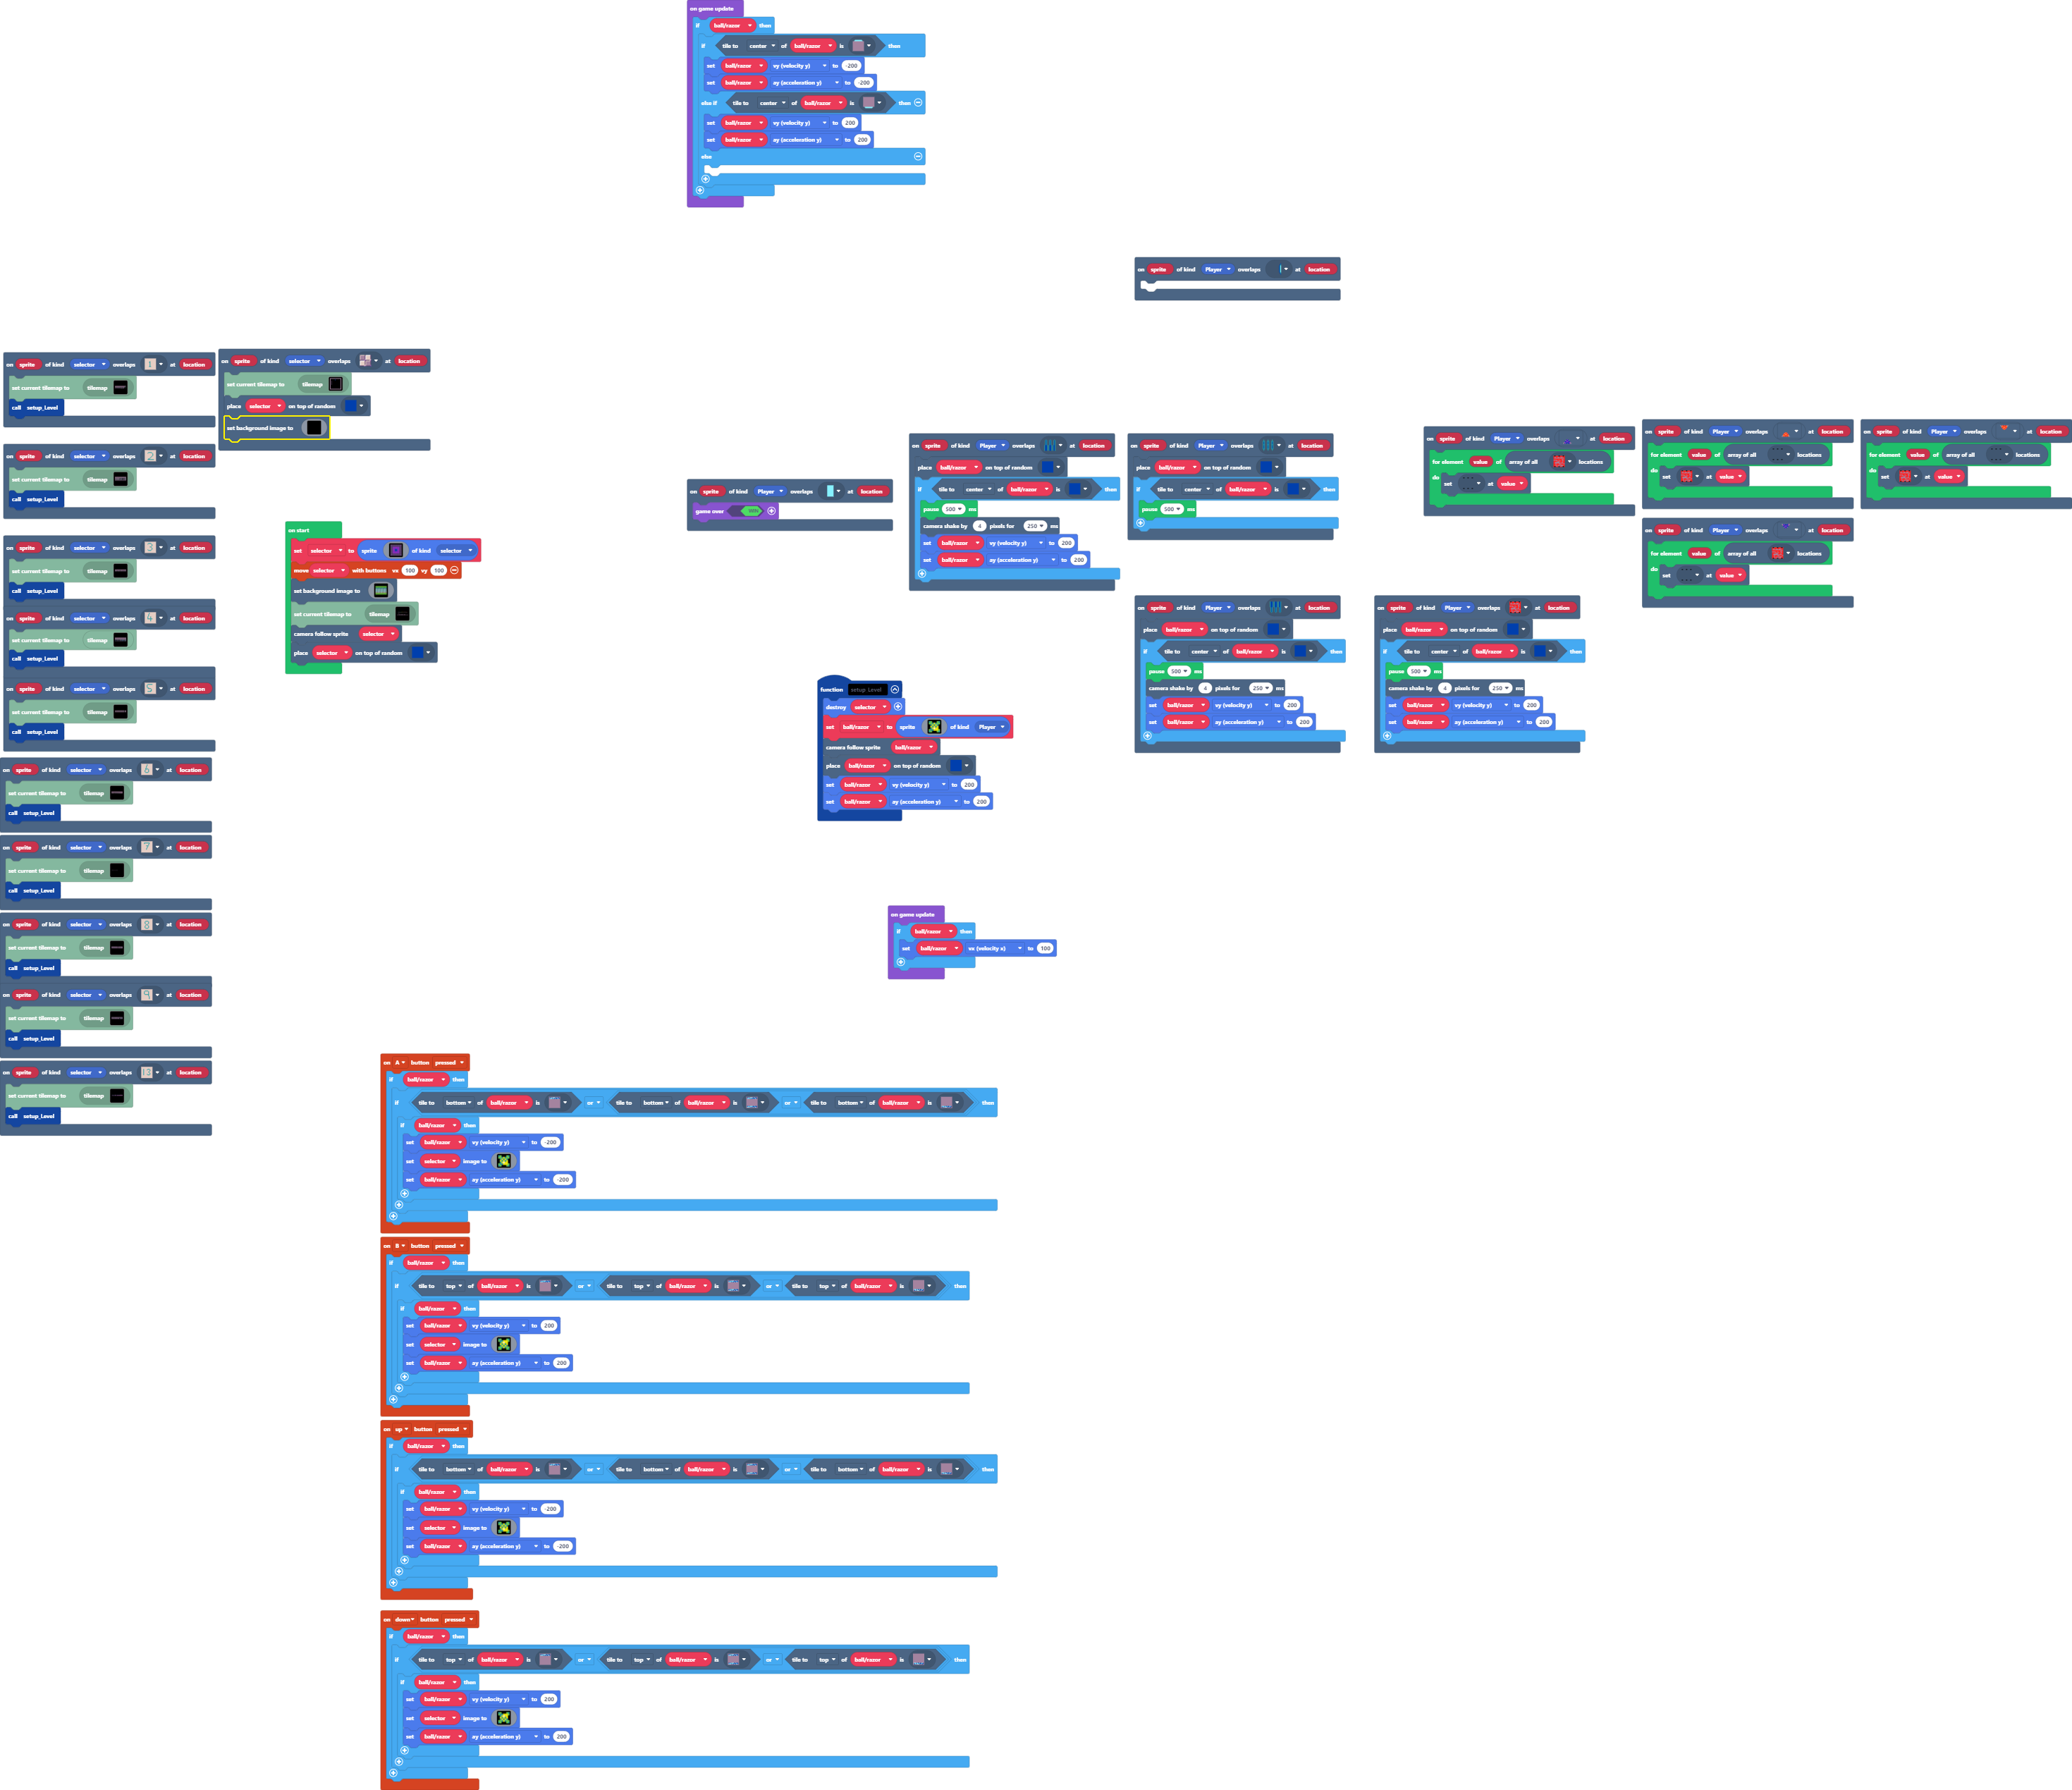 on game update
if ball/razor then
if tile to center of ball/razor is then
set ball/razor vy (velocity y) to -200
set ball/razor ay (acceleration y) to -200
else if tile to center of ball/razor is then
set ball/razor vy (velocity y) to 200
set ball/razor ay (acceleration y) to 200
else
on sprite of kind Player overlaps at location
on sprite of kind selector overlaps 1 at location
set current tilemap to tilemap
call setup_Level
on sprite of kind selector overlaps at location
set current tilemap to tilemap
place selector on top of random
set background image to
on sprite of kind selector overlaps 2 at location
set current tilemap to tilemap
call setup_Level
on sprite of kind selector overlaps 3 at location
set current tilemap to tilemap
call setup_Level
on sprite of kind selector overlaps 4 at location
set current tilemap to tilemap
call setup_Level
on sprite of kind selector overlaps 5 at location
set current tilemap to tilemap
call setup_Level
on sprite of kind selector overlaps 6 at location
set current tilemap to tilemap
call setup_Level
on sprite of kind selector overlaps 7 at location
set current tilemap to tilemap
call setup_Level
on sprite of kind selector overlaps 8 at location
set current tilemap to tilemap
call setup_Level
on sprite of kind selector overlaps 9 at location
set current tilemap to tilemap
call setup_Level
on sprite of kind selector overlaps at location
set current tilemap to tilemap
call setup_Level
on start
set selector to sprite of kind selector
move selector with buttons vx 100 vy 100
set background image to
set current tilemap to tilemap
camera follow sprite selector
place selector on top of random
on sprite of kind Player overlaps at location
game over
on sprite of kind Player overlaps at location
place ball/razor on top of random
if tile to center of ball/razor is then
pause 500 ms
camera shake by 4 pixels for 250 ms
set ball/razor vy (velocity y) to 200
set ball/razor ay (acceleration y) to 200
on sprite of kind Player overlaps at location
place ball/razor on top of random
if tile to center of ball/razor is then
pause 500 ms
on sprite of kind Player overlaps at location
for element value of array of all locations
do
set at value
on sprite of kind Player overlaps at location
for element value of array of all locations
do
set at value
on sprite of kind Player overlaps at location
for element value of array of all locations
do
set at value
on sprite of kind Player overlaps at location
for element value of array of all locations
do
set at value
on sprite of kind Player overlaps at location
place ball/razor on top of random
if tile to center of ball/razor is then
pause 500 ms
camera shake by 4 pixels for 250 ms
set ball/razor vy (velocity y) to 200
set ball/razor ay (acceleration y) to 200
on sprite of kind Player overlaps at location
place ball/razor on top of random
if tile to center of ball/razor is then
pause 500 ms
camera shake by 4 pixels for 250 ms
set ball/razor vy (velocity y) to 200
set ball/razor ay (acceleration y) to 200
function setup_Level
destroy selector
set ball/razor to sprite of kind Player
camera follow sprite ball/razor
place ball/razor on top of random
set ball/razor vy (velocity y) to 200
set ball/razor ay (acceleration y) to 200
on game update
if ball/razor then
set ball/razor vx (velocity x) to 100
on A button pressed
if ball/razor then
if tile to bottom of ball/razor is or tile to bottom of ball/razor is or tile to bottom of ball/razor is then
if ball/razor then
set ball/razor vy (velocity y) to -200
set selector image to
set ball/razor ay (acceleration y) to -200
on B button pressed
if ball/razor then
if tile to top of ball/razor is or tile to top of ball/razor is or tile to top of ball/razor is then
if ball/razor then
set ball/razor vy (velocity y) to 200
set selector image to
set ball/razor ay (acceleration y) to 200
on up button pressed
if ball/razor then
if tile to bottom of ball/razor is or tile to bottom of ball/razor is or tile to bottom of ball/razor is then
if ball/razor then
set ball/razor vy (velocity y) to -200
set selector image to
set ball/razor ay (acceleration y) to -200
on down button pressed
if ball/razor then
if tile to top of ball/razor is or tile to top of ball/razor is or tile to top of ball/razor is then
if ball/razor then
set ball/razor vy (velocity y) to 200
set selector image to
set ball/razor ay (acceleration y) to 200